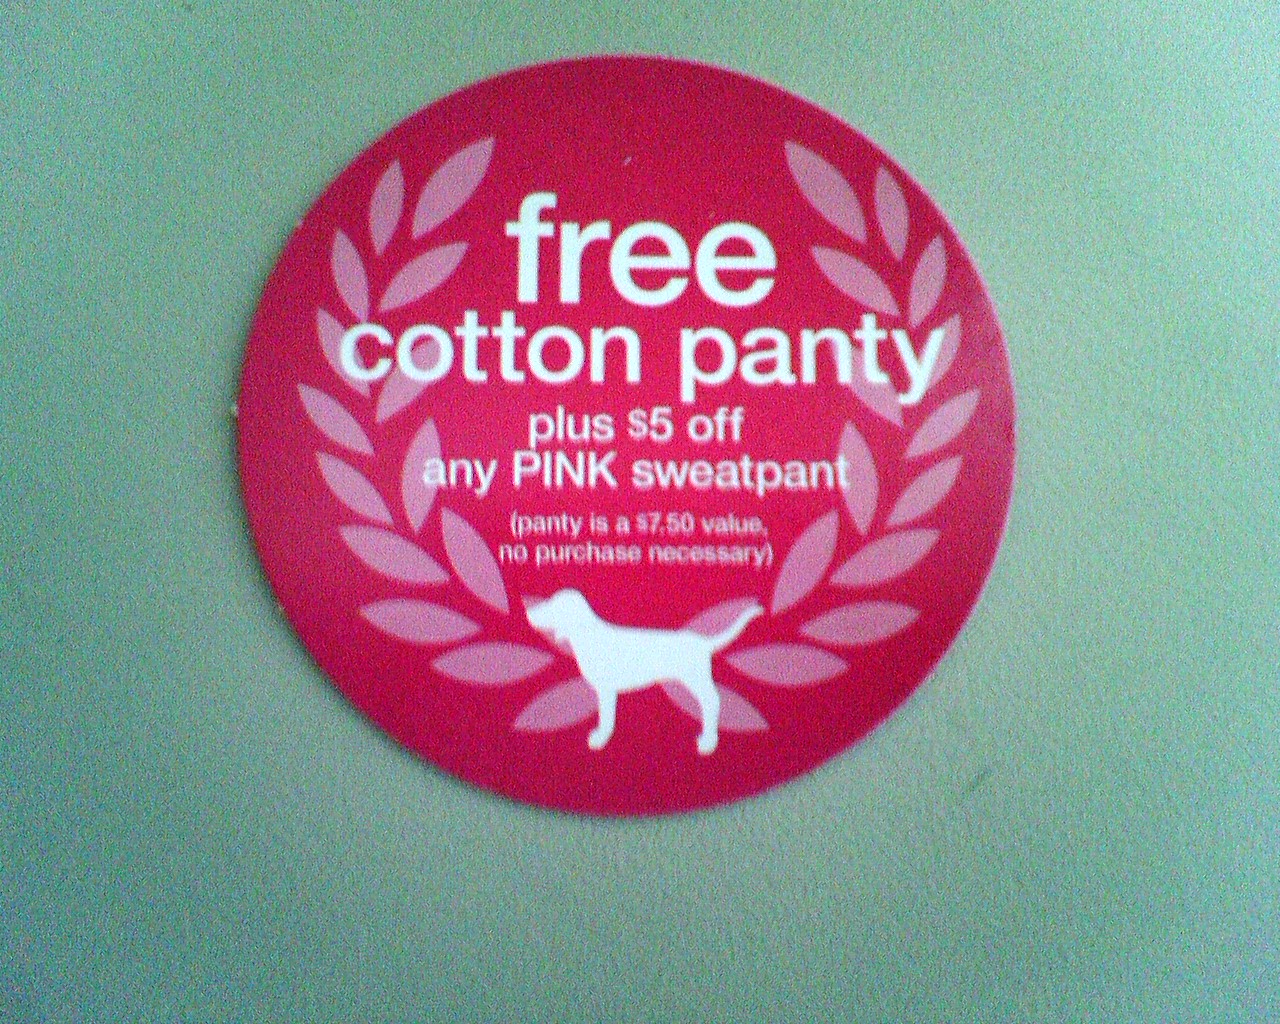 free
cotton panty
plus $5 off
any PINK sweatpant
(panty is a $7.50 value,
no purchase necessary)